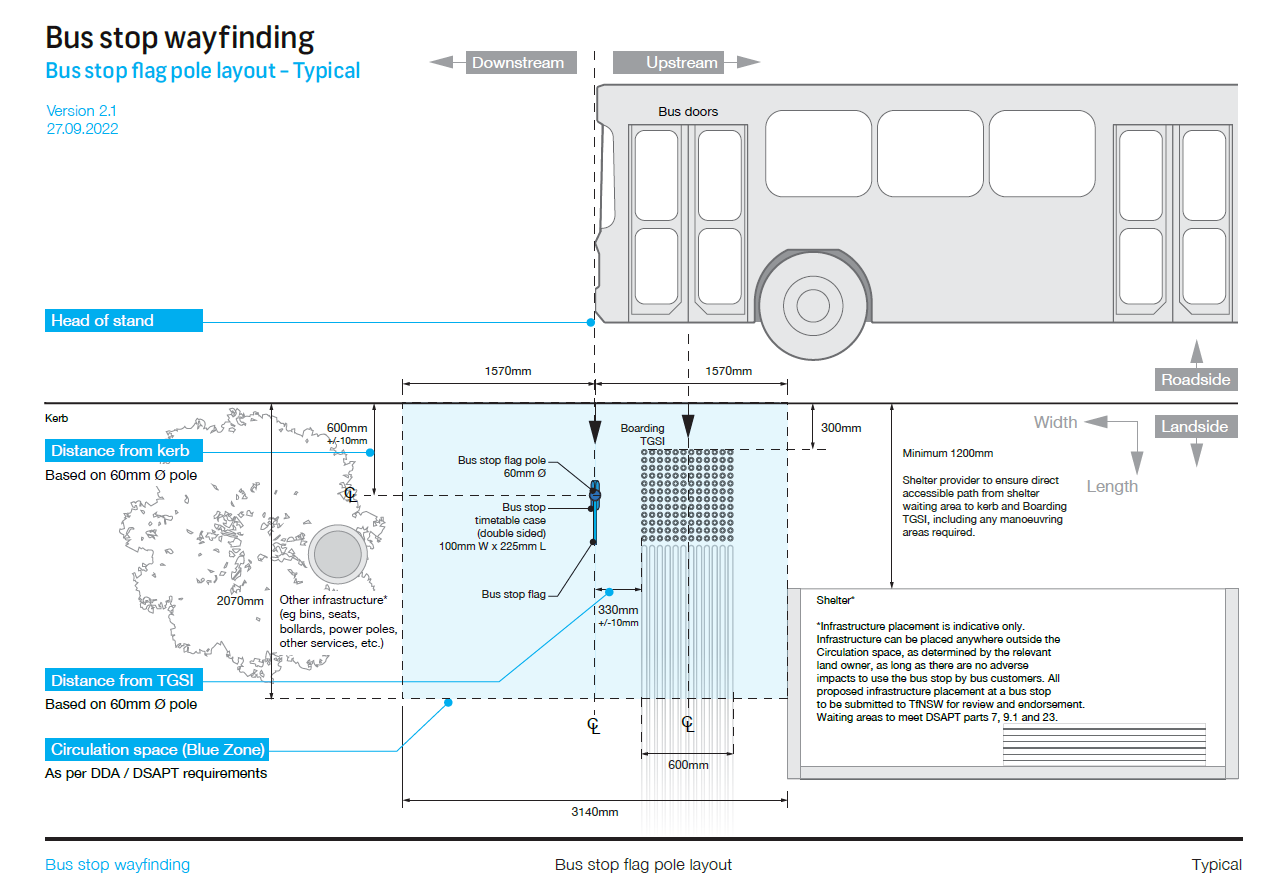 Bus stop wayfinding
Bus stop flag pole layout - Typical
Version 2.1
27.09.2022
Downstream
Upstream
Bus doors
Head of stand
Roadside
1570mm
1570mm
Kerb
Distance from kerb
Based on 60mm Ø pole
600mm
+/-10mm
Boarding
TGSI
300mm
Width
Landside
Length
Bus stop flag pole
60mm Ø
℄
Bus stop
timetable case
(double sided)
100mm W x 225mm L
Bus stop flag
Minimum 1200mm
Shelter provider to ensure direct
accessible path from shelter
waiting area to kerb and Boarding
TGSI, including any manoeuvring
areas required.
2070mm
Other infrastructure*
(eg bins, seats,
bollards, power poles,
other services, etc.)
330mm
+/-10mm
Shelter*
*Infrastructure placement is indicative only.
Infrastructure can be placed anywhere outside the
Circulation space, as determined by the relevant
land owner, as long as there are no adverse
impacts to use the bus stop by bus customers. All
proposed infrastructure placement at a bus stop
to be submitted to TfNSW for review and endorsement.
Waiting areas to meet DSAPT parts 7, 9.1 and 23.
Distance from TGSI
Based on 60mm Ø pole
℄
℄
Circulation space (Blue Zone)
As per DDA / DSAPT requirements
600mm
3140mm
Bus stop wayfinding
Bus stop flag pole layout
Typical